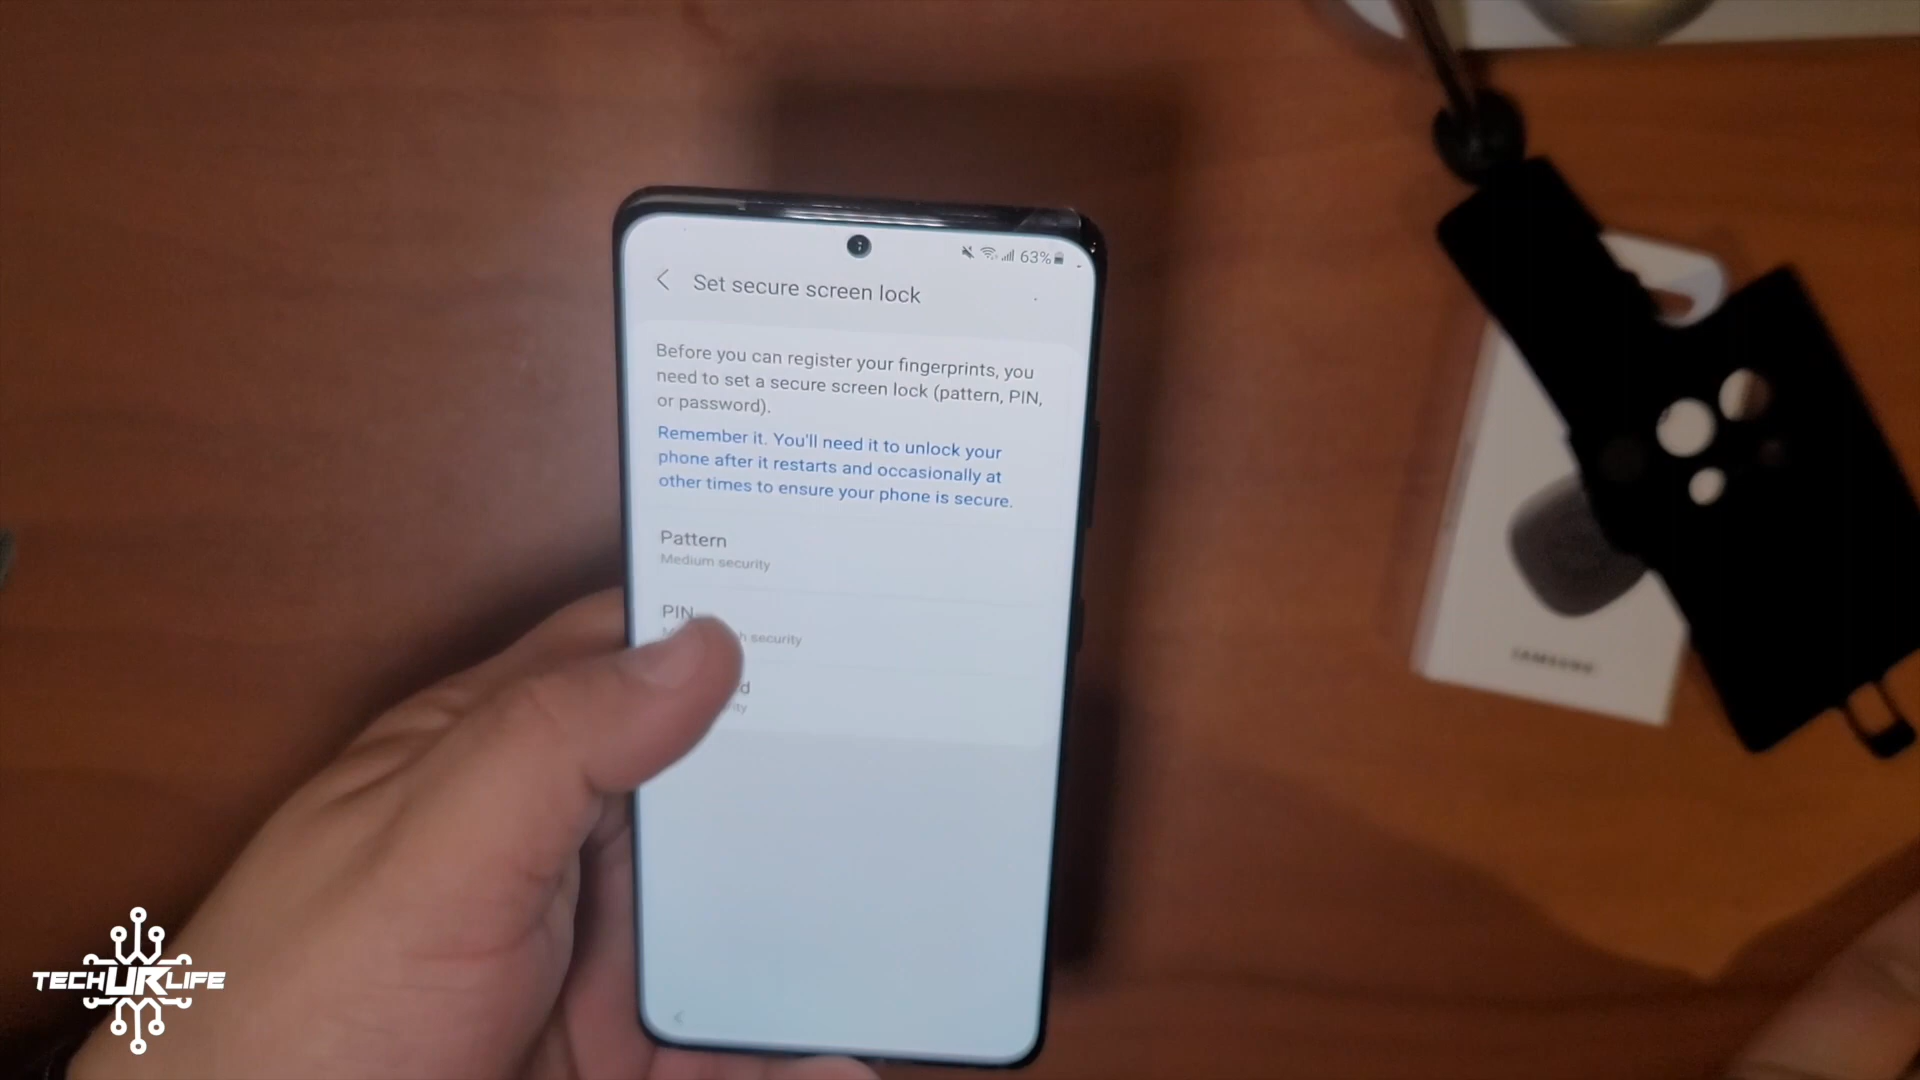 63%
Set secure screen lock
Before you can register your fingerprints, you
need to set a secure screen lock (pattern, PIN,
or password).
Remember it. You'll need it to unlock your
phone after it restarts and occasionally at
other times to ensure your phone is secure.
Pattern
Medium security
PIN
security
SAMSUNG
TECHURLIFE